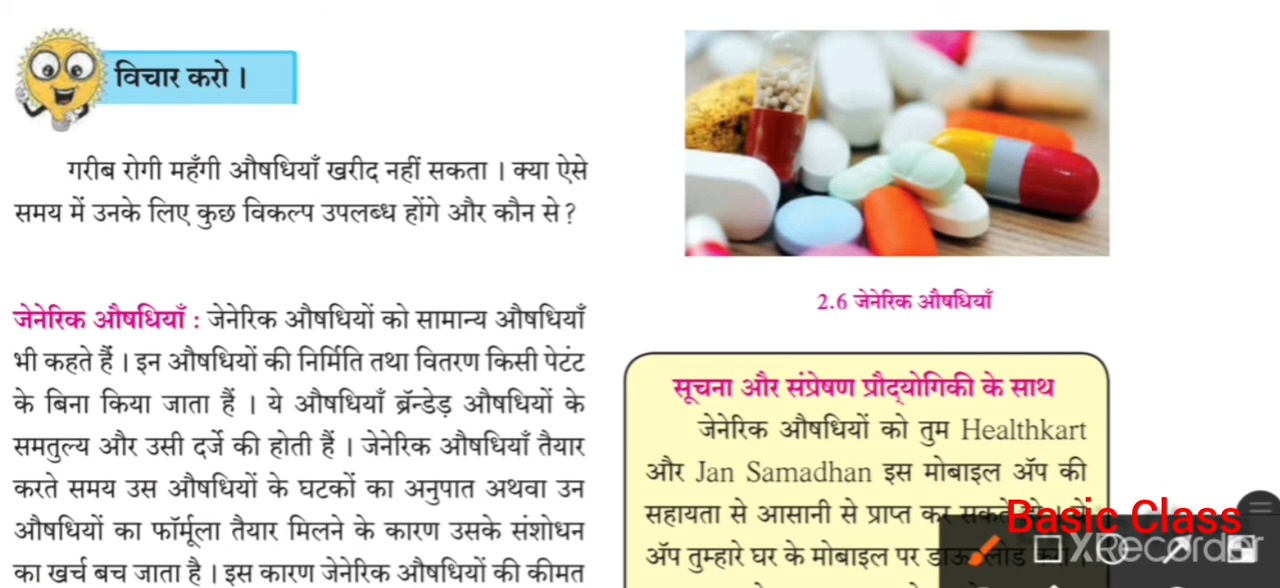 विचार करो ।
गरीब रोगी महँगी औषधियाँ खरीद नहीं सकता । क्या ऐसे
समय में उनके लिए कुछ विकल्प उपलब्ध होंगे और कौन से ?
जेनेरिक औषधियाँ : जेनेरिक औषधियों को सामान्य औषधियाँ
भी कहते हैं । इन औषधियों की निर्मिति तथा वितरण किसी पेटंट
के बिना किया जाता हैं । ये औषधियाँ ब्रॅन्डेड़ औषधियों के
समतुल्य और उसी दर्जे की होती हैं । जेनेरिक औषधियाँ तैयार
करते समय उस औषधियों के घटकों का अनुपात अथवा उन
औषधियों का फॉर्मूला तैयार मिलने के कारण उसके संशोधन
का खर्च बच जाता है । इस कारण जेनेरिक औषधियों की कीमत
2.6 जेनेरिक औषधियाँ
सूचना और संप्रेषण प्रौद्योगिकी के साथ
जेनेरिक औषधियों को तुम Healthkart
और Jan Samadhan इस मोबाइल ॲप की
सहायता से आसानी से प्राप्त कर सकते
ॲप तुम्हारे घर के मोबाइल पर
Basic Class
XRecorder